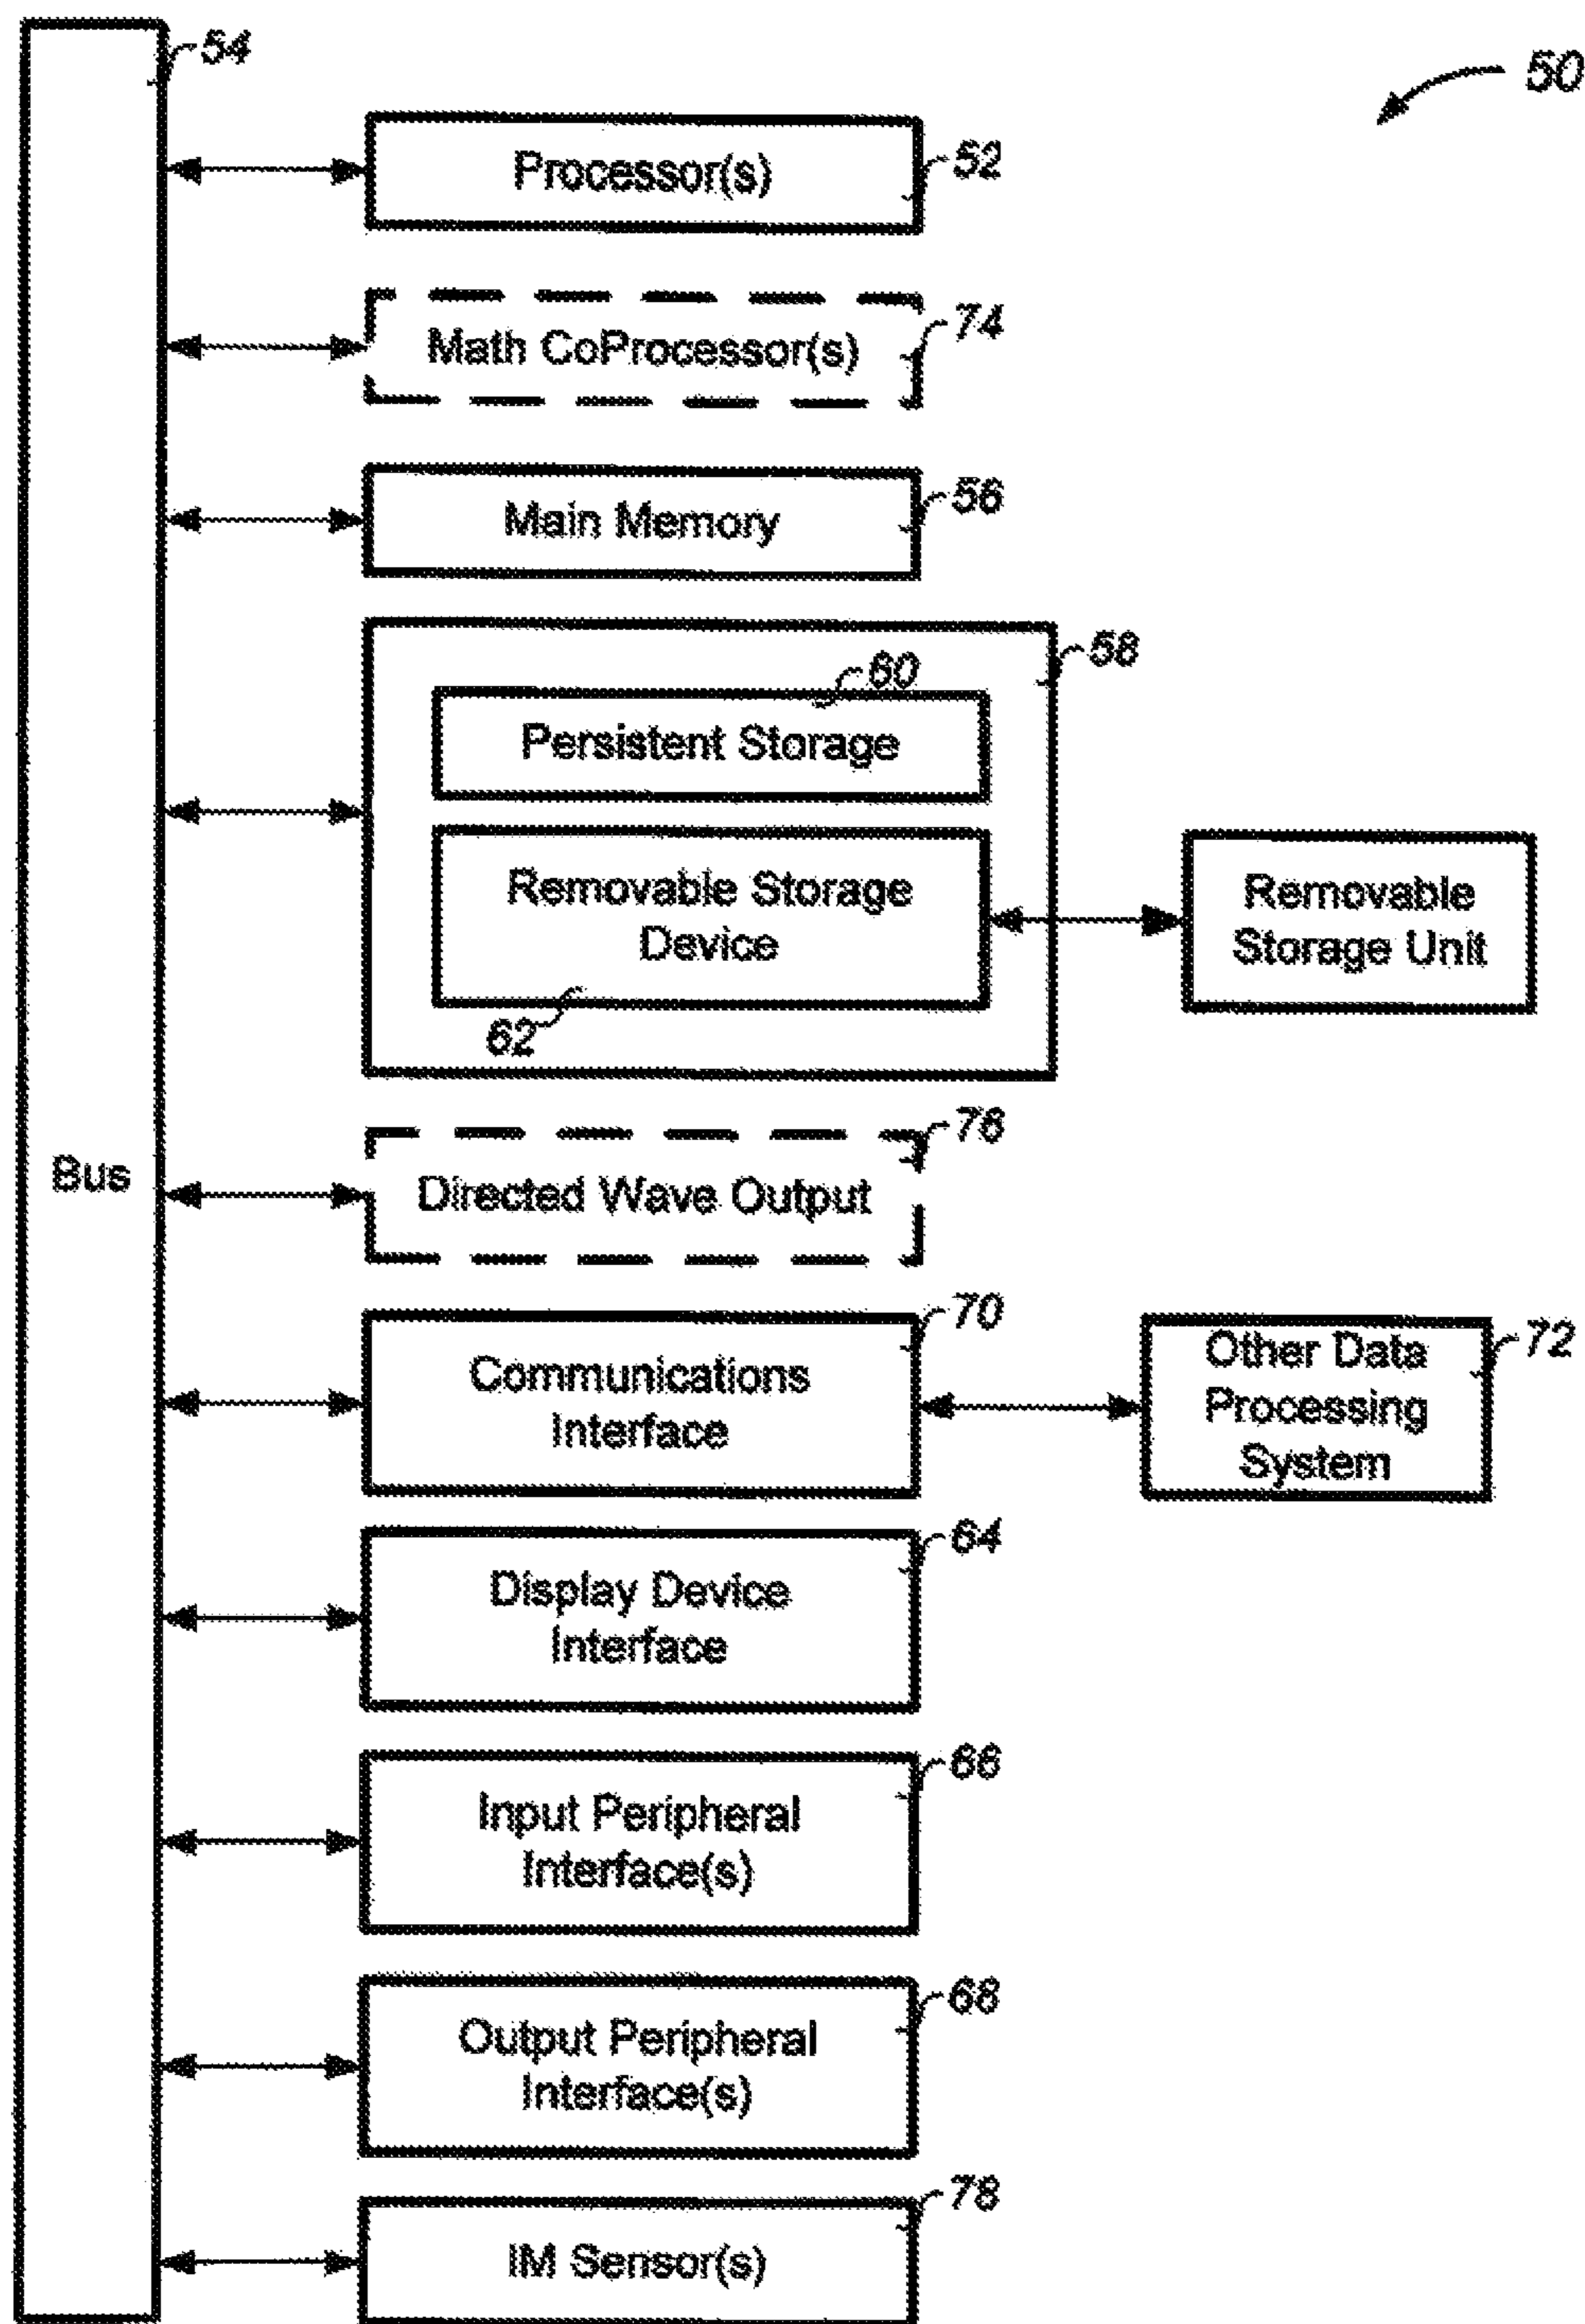 54
50
Processor(s)
52
Math CoProcessor(s)
74
Main Memory
56
58
60
Persistent Storage
Removable Storage
Device
62
Removable
Storage Unit
Bus
76
Directed Wave Output
70
Communications
Interface
Other Data
Processing
System
72
64
Display Device
Interface
66
Input Peripheral
Interface(s)
68
Output Peripheral
Interface(s)
78
IM Sensor(s)